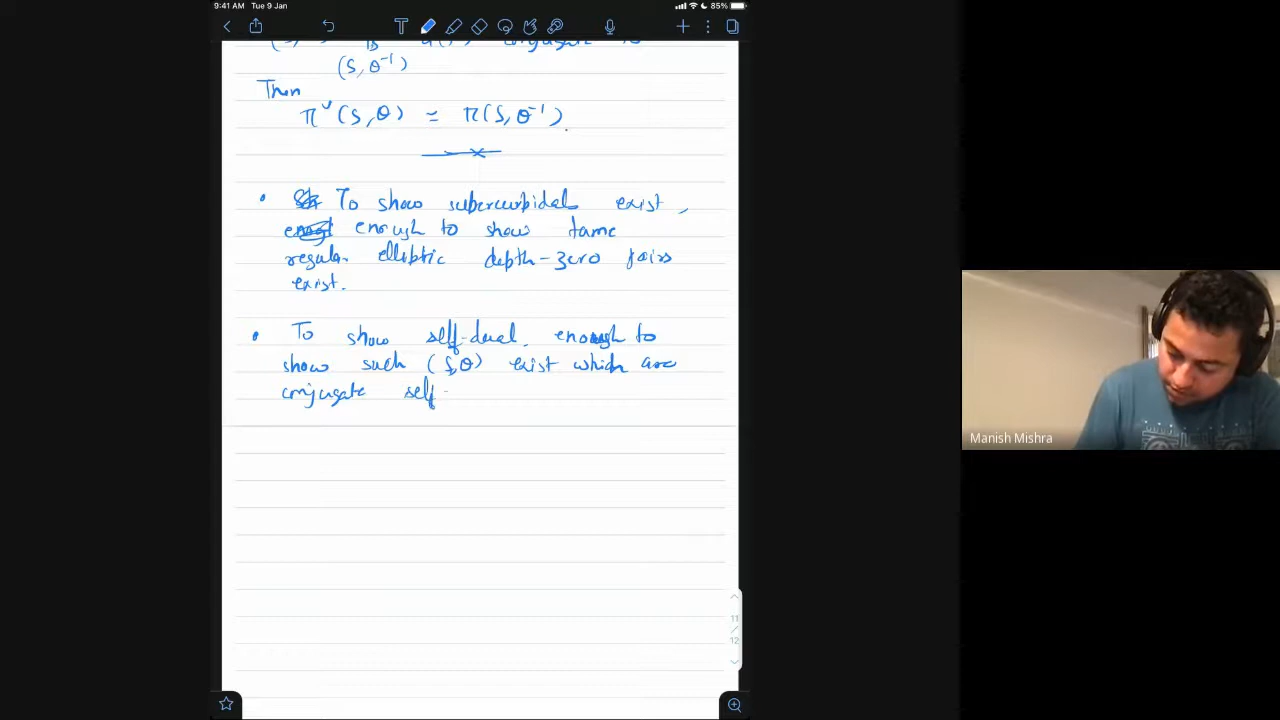 9:41 AM Tue 9 Jan
85%
(S, θ⁻¹)
Then
π^∨(S, θ) ≃ π(S, θ⁻¹).
• To show supercuspidals exist,
enough to show tame
regular elliptic depth-zero pairs
exist.
• To show self-dual, enough to
show such (S, θ) exist which are
conjugate self-
11
12
Manish Mishra